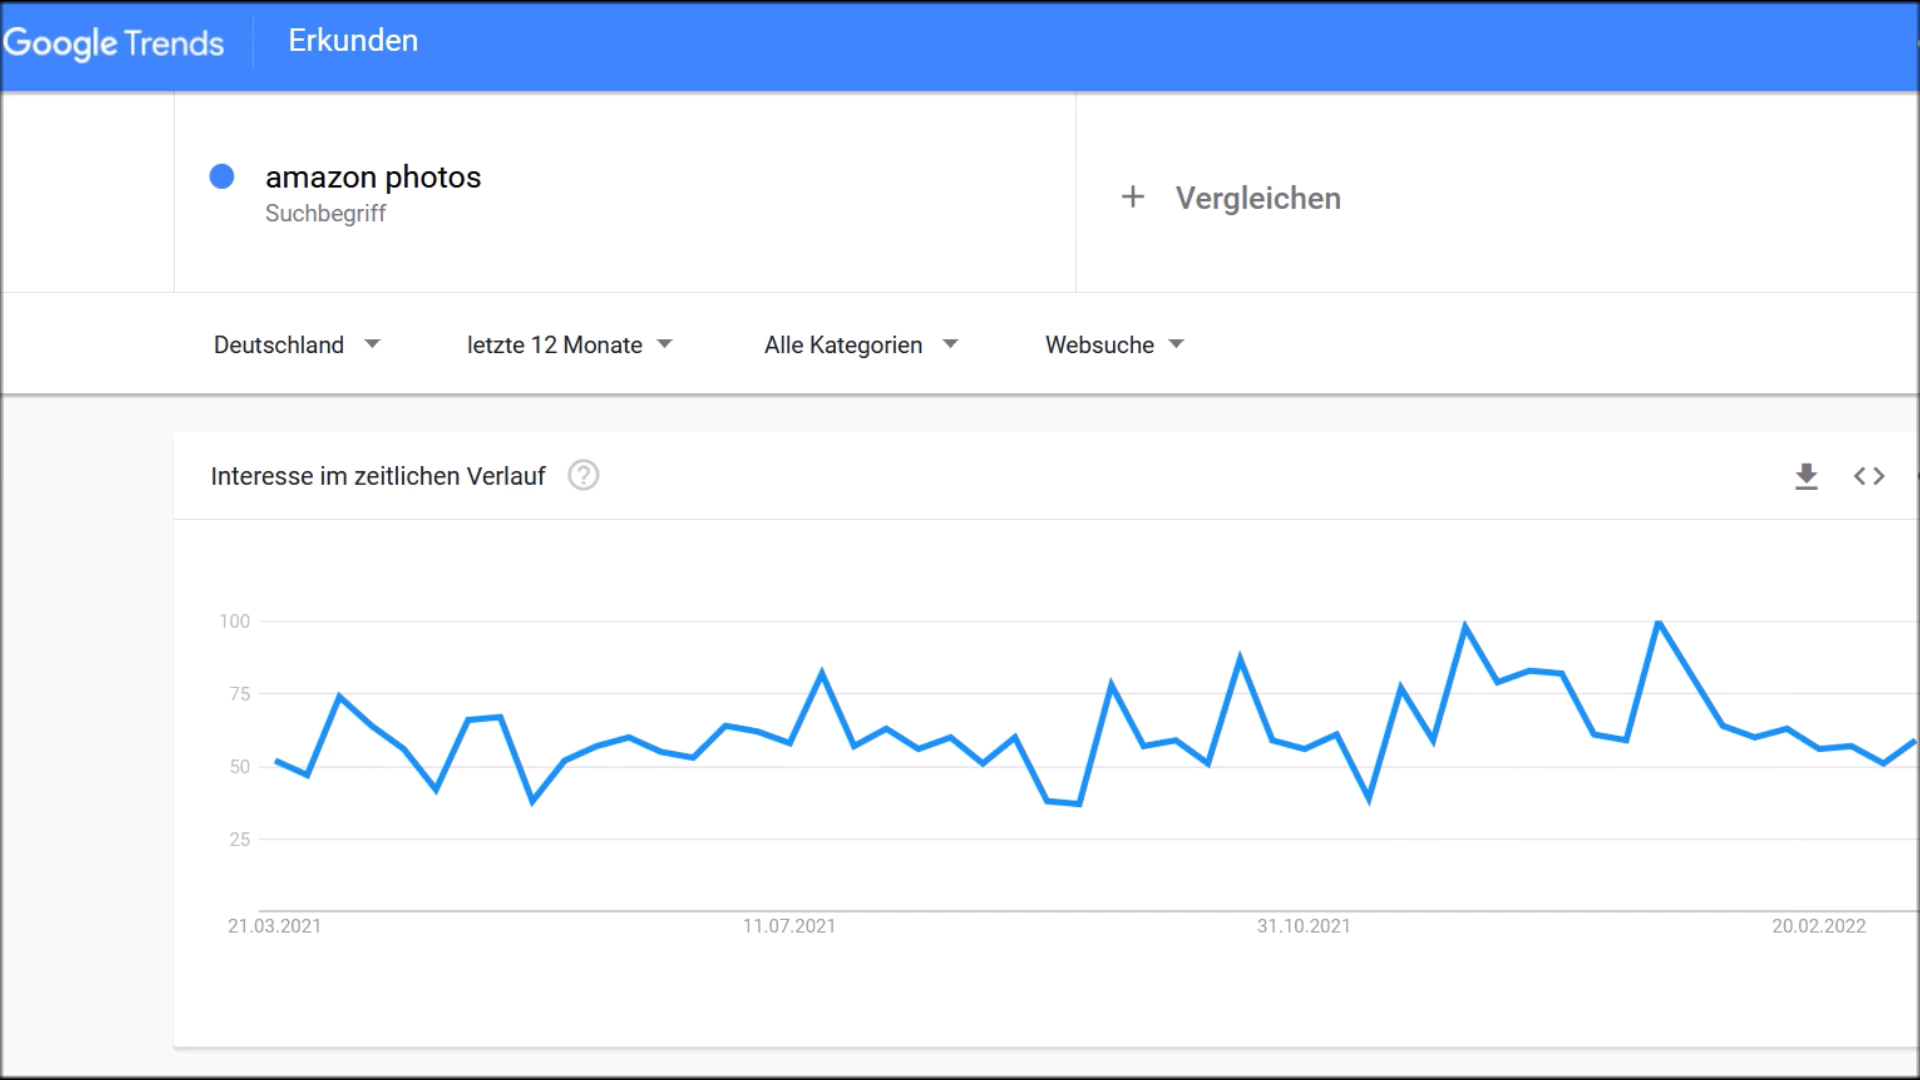 Google Trends Erkunden
amazon photos
Suchbegriff
+ Vergleichen
Deutschland letzte 12 Monate Alle Kategorien Websuche
Interesse im zeitlichen Verlauf ?
100
75
50
25
21.03.2021 11.07.2021 31.10.2021 20.02.2022